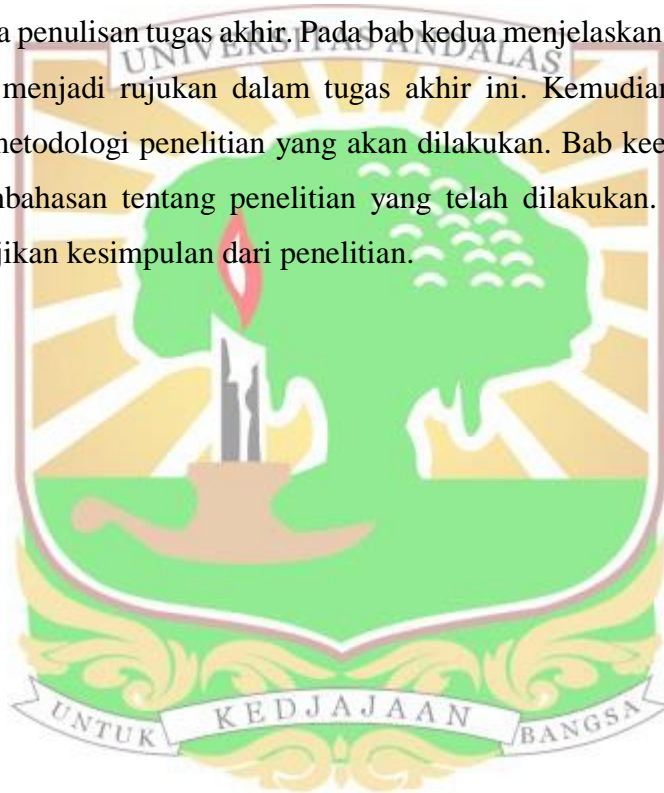 a penulisan tugas akhir. Pada bab kedua menjelaskan
UNIVERSITAS ANDALAS
menjadi rujukan dalam tugas akhir ini. Kemudian
metodologi penelitian yang akan dilakukan. Bab kee
mbahasan tentang penelitian yang telah dilakukan.
jikan kesimpulan dari penelitian.
UNTUK KEDJAJAAN BANGSA